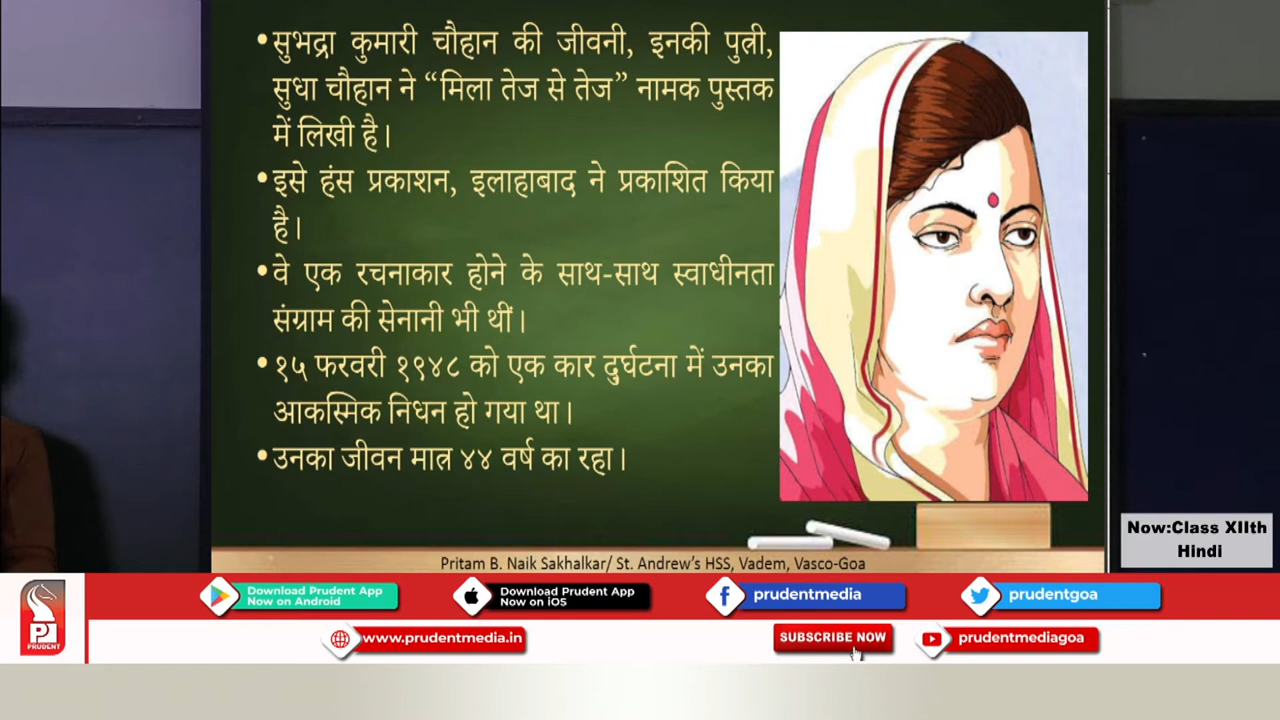 •सुभद्रा कुमारी चौहान की जीवनी, इनकी पुत्री,
सुधा चौहान ने “मिला तेज से तेज” नामक पुस्तक
में लिखी है।
•इसे हंस प्रकाशन, इलाहाबाद ने प्रकाशित किया
है।
•वे एक रचनाकार होने के साथ-साथ स्वाधीनता
संग्राम की सेनानी भी थीं।
•१५ फरवरी १९४८ को एक कार दुर्घटना में उनका
आकस्मिक निधन हो गया था।
•उनका जीवन मात्र ४४ वर्ष का रहा।
Now:Class XIIth
Hindi
Pritam B. Naik Sakhalkar/ St. Andrew’s HSS, Vadem, Vasco-Goa
PRUDENT
Download Prudent App
Now on Android
Download Prudent App
Now on iOS
prudentmedia
prudentgoa
www.prudentmedia.in
SUBSCRIBE NOW
prudentmediagoa